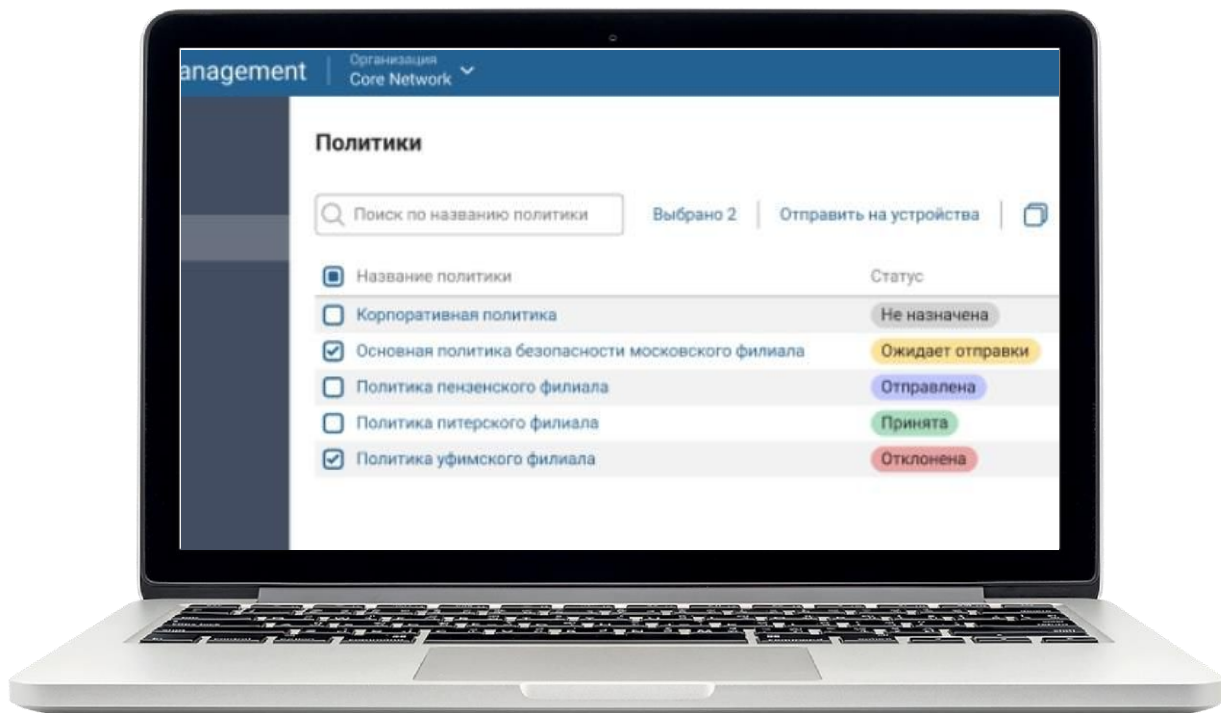 anagement
Организация
Core Network
Политики
Поиск по названию политики
Выбрано 2
Отправить на устройства
Название политики
Статус
Корпоративная политика
Не назначена
Основная политика безопасности московского филиала
Ожидает отправки
Политика пензенского филиала
Отправлена
Политика питерского филиала
Принята
Политика уфимского филиала
Отклонена